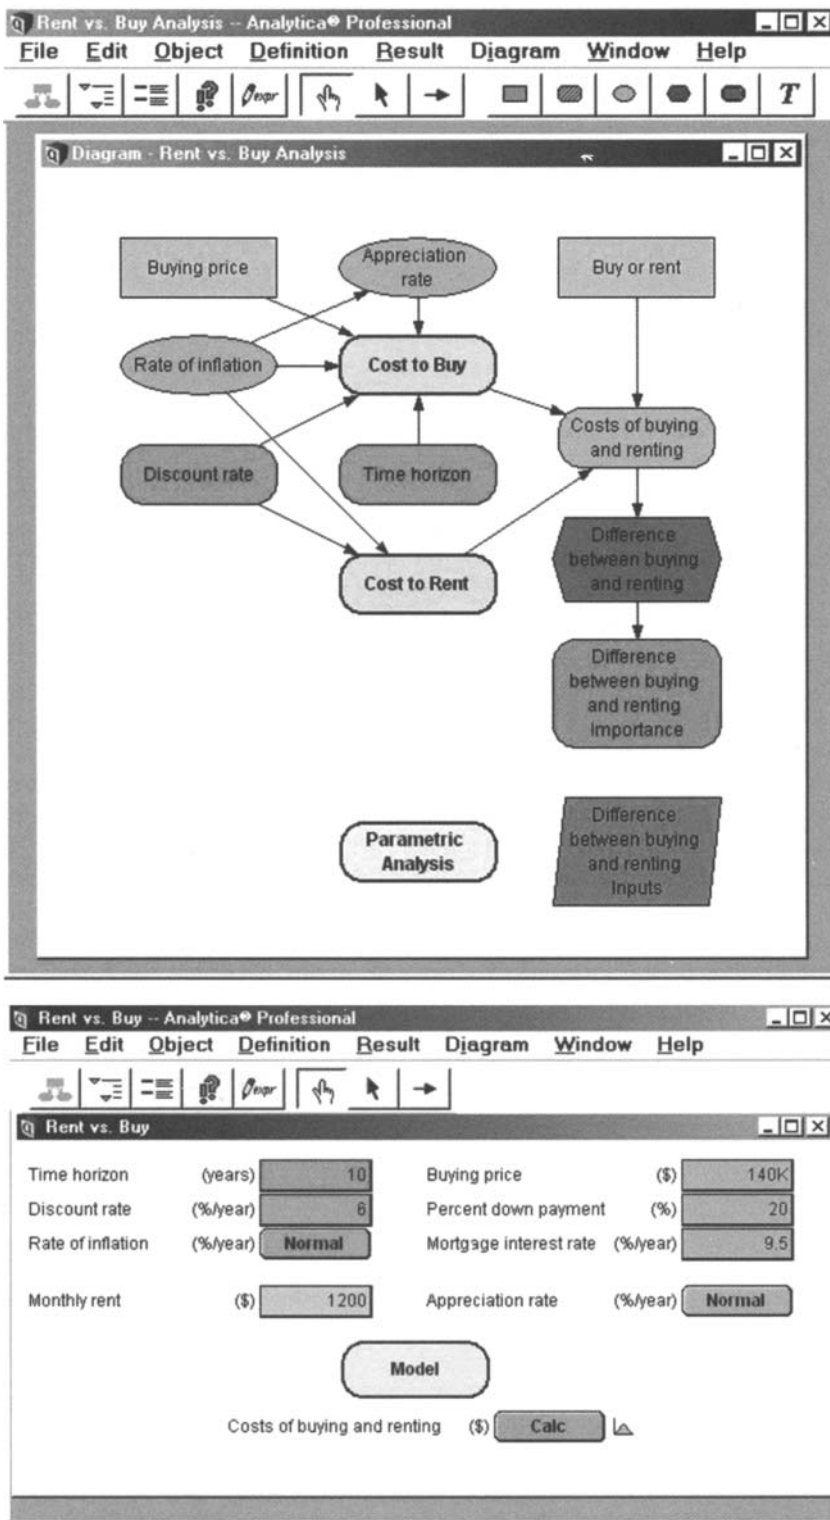 Rent vs. Buy Analysis -- Analytica® Professional
File Edit Object Definition Result Diagram Window Help
expr T
Diagram - Rent vs. Buy Analysis
Buying price
Appreciation
rate
Buy or rent
Rate of inflation
Cost to Buy
Costs of buying
and renting
Discount rate
Time horizon
Difference
between buying
and renting
Cost to Rent
Difference
between buying
and renting
Importance
Parametric
Analysis
Difference
between buying
and renting
Inputs
Rent vs. Buy -- Analytica® Professional
File Edit Object Definition Result Diagram Window Help
expr
Rent vs. Buy
Time horizon (years) 10 Buying price ($) 140K
Discount rate (%/year) 6 Percent down payment (%) 20
Rate of inflation (%/year) Normal Mortgage interest rate (%/year) 9.5
Monthly rent ($) 1200 Appreciation rate (%/year) Normal
Model
Costs of buying and renting ($) Calc